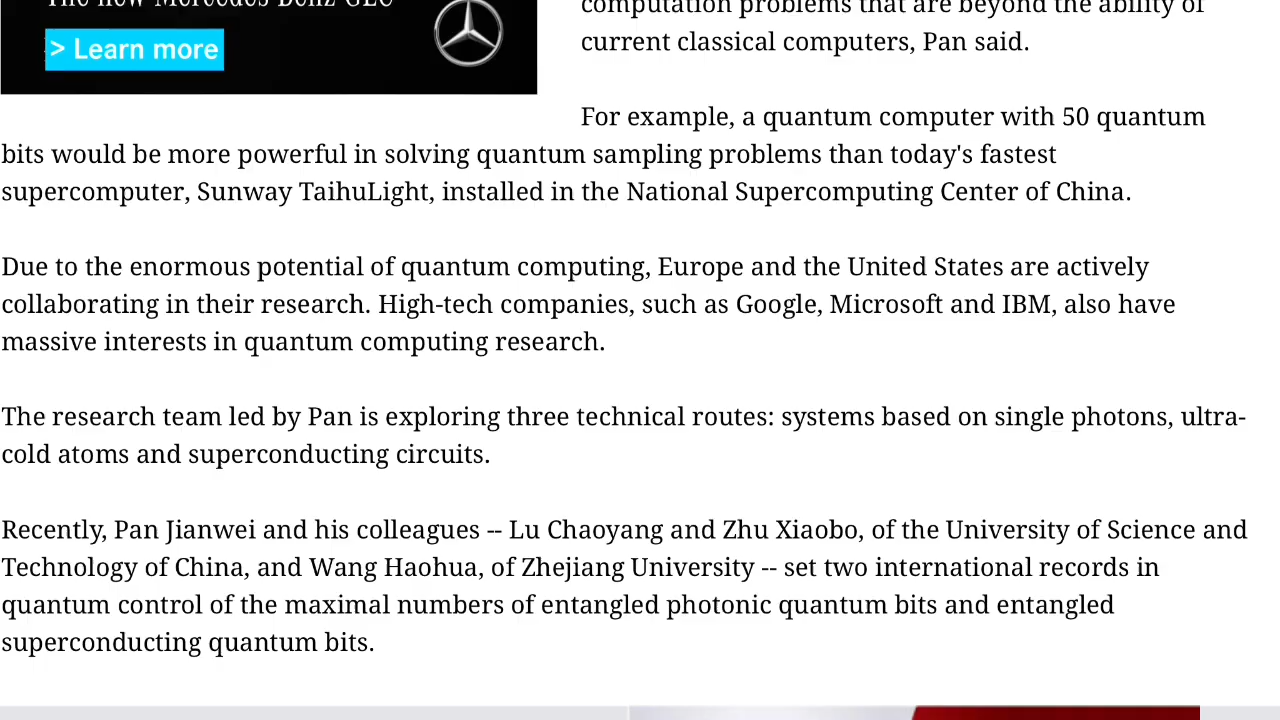 The new Mercedes-Benz GLC
> Learn more
computation problems that are beyond the ability of
current classical computers, Pan said.
For example, a quantum computer with 50 quantum
bits would be more powerful in solving quantum sampling problems than today's fastest
supercomputer, Sunway TaihuLight, installed in the National Supercomputing Center of China.
Due to the enormous potential of quantum computing, Europe and the United States are actively
collaborating in their research. High-tech companies, such as Google, Microsoft and IBM, also have
massive interests in quantum computing research.
The research team led by Pan is exploring three technical routes: systems based on single photons, ultra-
cold atoms and superconducting circuits.
Recently, Pan Jianwei and his colleagues -- Lu Chaoyang and Zhu Xiaobo, of the University of Science and
Technology of China, and Wang Haohua, of Zhejiang University -- set two international records in
quantum control of the maximal numbers of entangled photonic quantum bits and entangled
superconducting quantum bits.